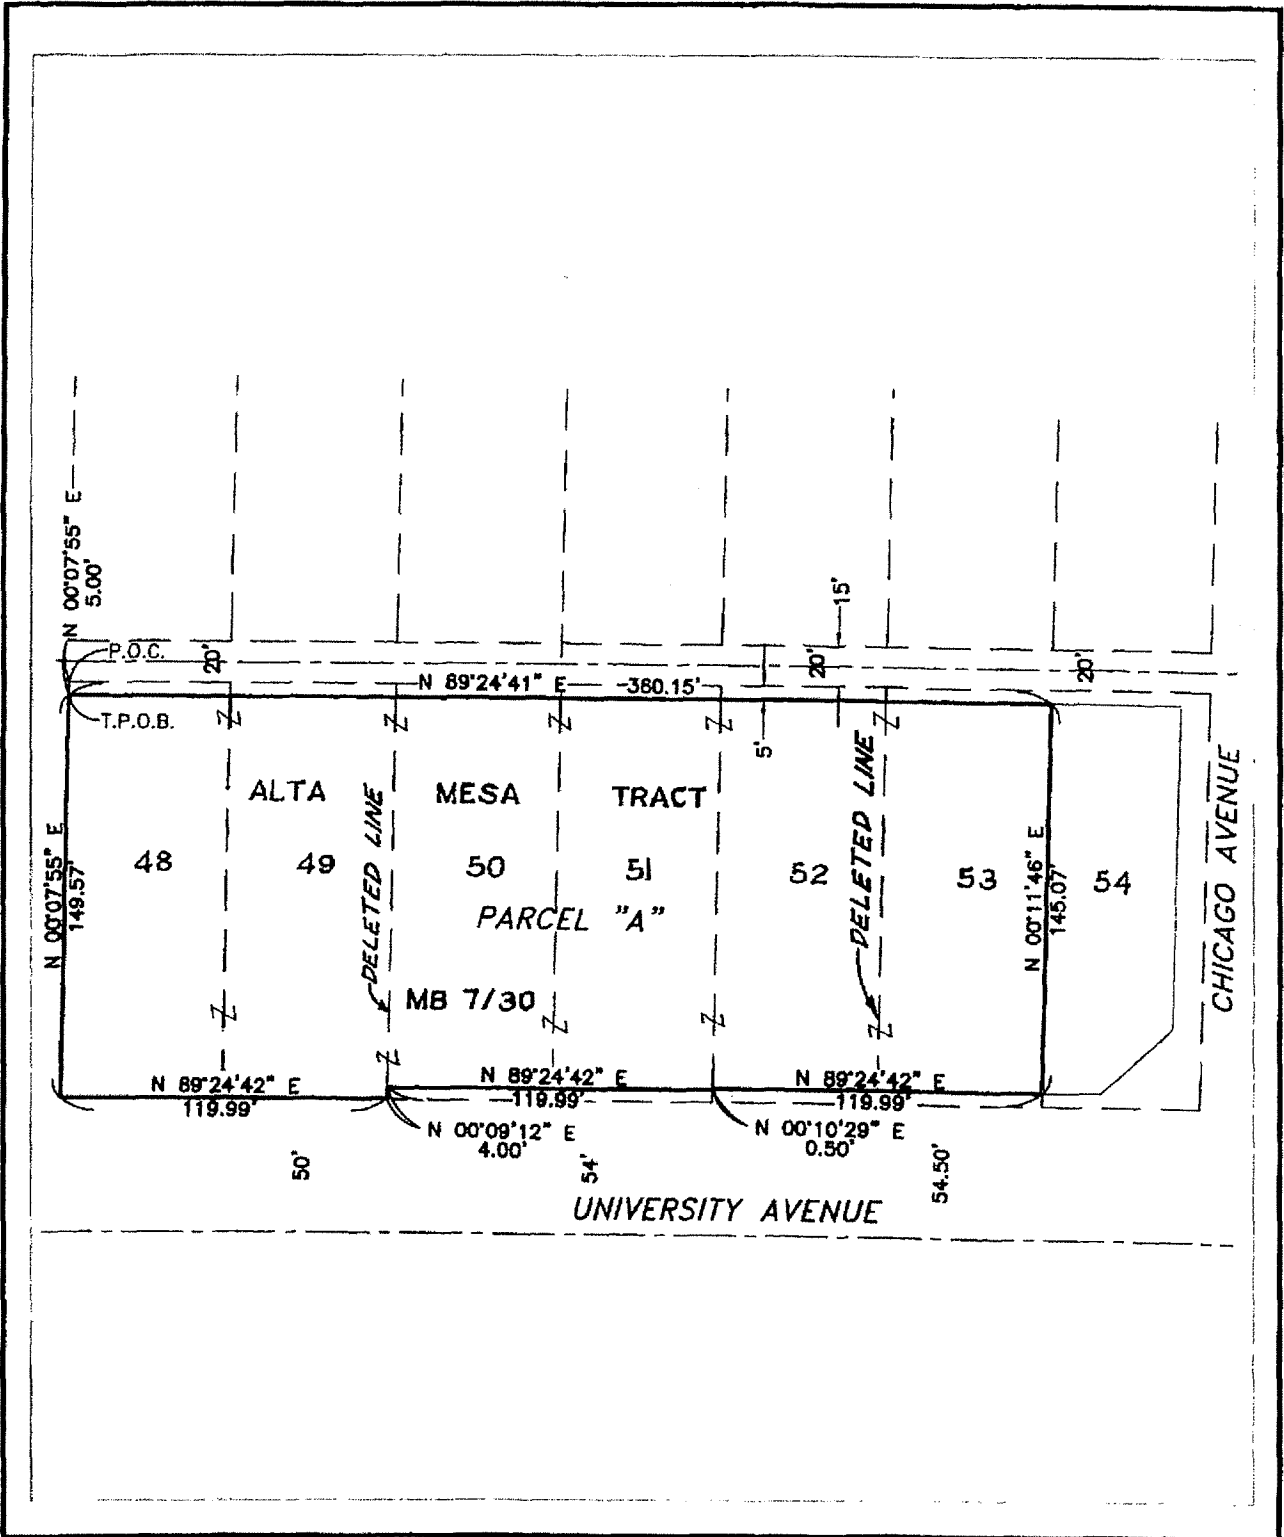 N 00°07'55" E
5.00'
P.O.C.
20'
15'
20'
20'
N 89°24'41" E
360.15'
T.P.O.B.
5'
ALTA MESA TRACT
DELETED LINE
DELETED LINE
48
49
50
51
52
53
54
PARCEL "A"
MB 7/30
N 00°07'55" E
149.57'
N 00°11'46" E
145.07'
CHICAGO AVENUE
N 89°24'42" E
119.99'
N 89°24'42" E
119.99'
N 89°24'42" E
119.99'
N 00°09'12" E
4.00'
N 00°10'29" E
0.50'
50'
54'
54.50'
UNIVERSITY AVENUE